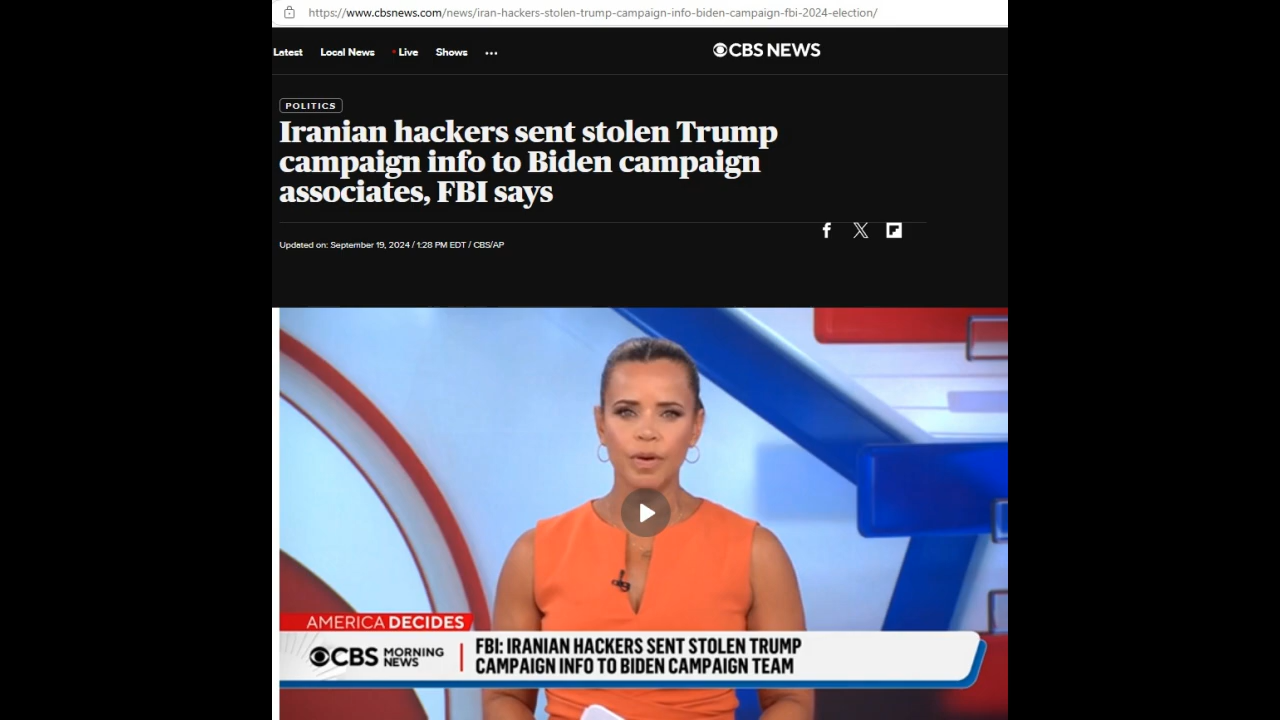 https://www.cbsnews.com/news/iran-hackers-stolen-trump-campaign-info-biden-campaign-fbi-2024-election/
Latest Local News Live Shows ...
CBS NEWS
POLITICS
Iranian hackers sent stolen Trump
campaign info to Biden campaign
associates, FBI says
Updated on: September 19, 2024 / 1:28 PM EDT / CBS/AP
AMERICA DECIDES
CBS MORNING NEWS
FBI: IRANIAN HACKERS SENT STOLEN TRUMP
CAMPAIGN INFO TO BIDEN CAMPAIGN TEAM